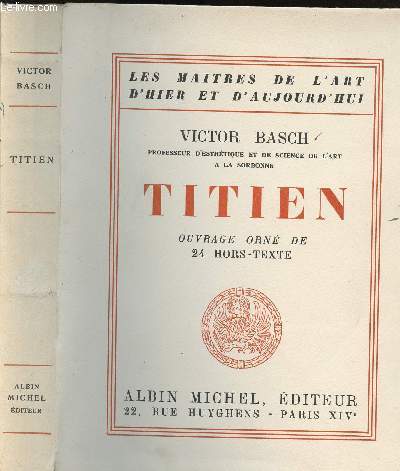 VICTOR
BASCH
TITIEN
ALBIN
MICHEL
ÉDITEUR
LES MAITRES DE L'ART
D'HIER ET D'AUJOURD'HUI
VICTOR BASCH
PROFESSEUR D'ESTHÉTIQUE ET DE SCIENCE DE L'ART
A LA SORBONNE
TITIEN
OUVRAGE ORNÉ DE
24 HORS-TEXTE
ALBIN MICHEL, ÉDITEUR
22, RUE HUYGHENS - PARIS XIVᵉ